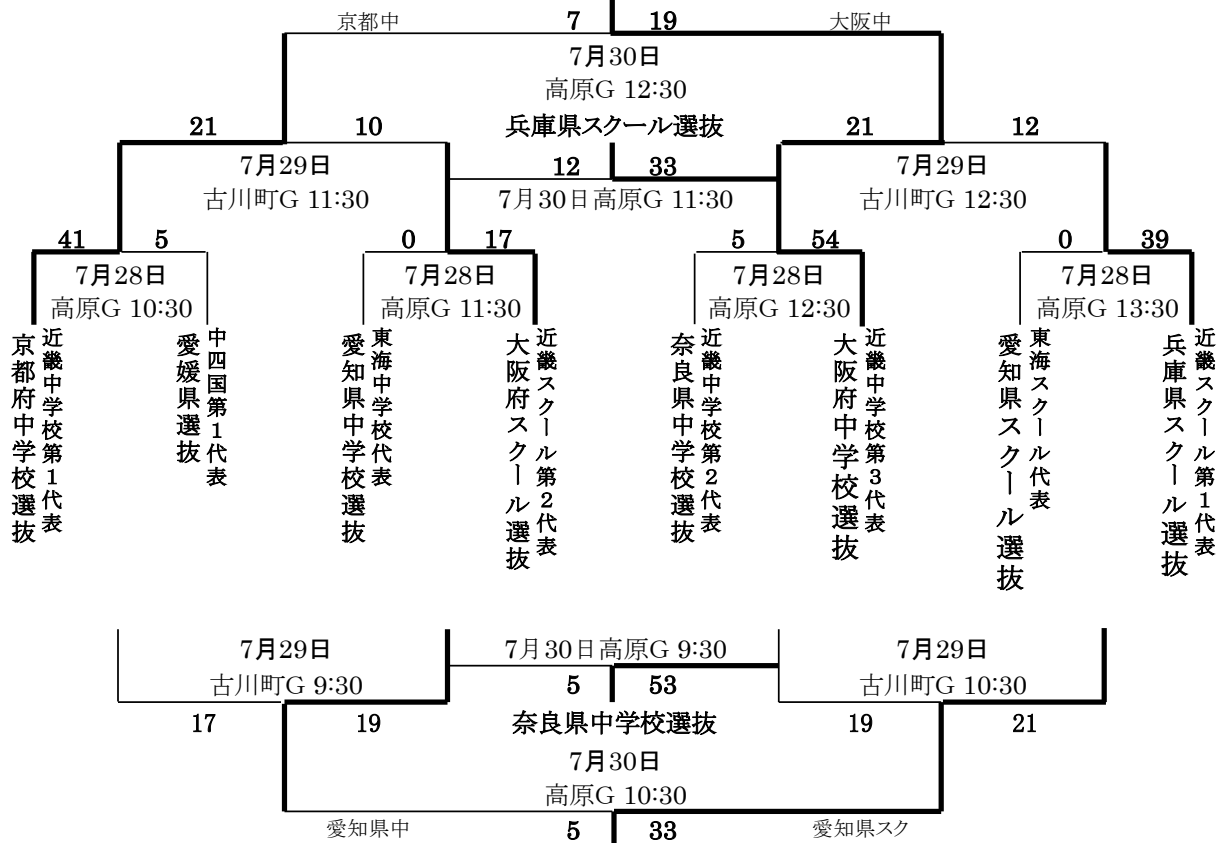 京都中 7 19 大阪中
7月30日
高原G 12:30
21 10 兵庫県スクール選抜 21 12
7月29日 12 33 7月29日
古川町G 11:30 7月30日高原G 11:30 古川町G 12:30
41 5 0 17 5 54 0 39
7月28日 7月28日 7月28日 7月28日
高原G 10:30 高原G 11:30 高原G 12:30 高原G 13:30
近畿中学校第1代表
京都府中学校選抜
中四国第1代表
愛媛県選抜
東海中学校代表
愛知県中学校選抜
近畿スクール第2代表
大阪府スクール選抜
近畿中学校第2代表
奈良県中学校選抜
近畿中学校第3代表
大阪府中学校選抜
東海スクール代表
愛知県スクール選抜
近畿スクール第1代表
兵庫県スクール選抜
7月29日 7月30日高原G 9:30 7月29日
古川町G 9:30 5 53 古川町G 10:30
17 19 奈良県中学校選抜 19 21
7月30日
高原G 10:30
愛知県中 5 33 愛知県スク